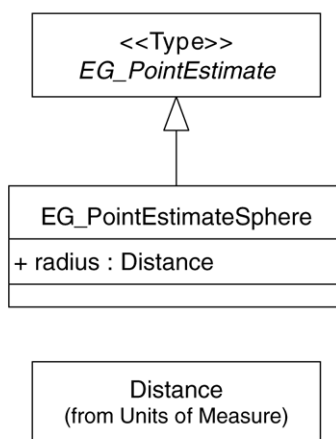 <<Type>>
EG_PointEstimate
EG_PointEstimateSphere
+ radius : Distance
Distance
(from Units of Measure)